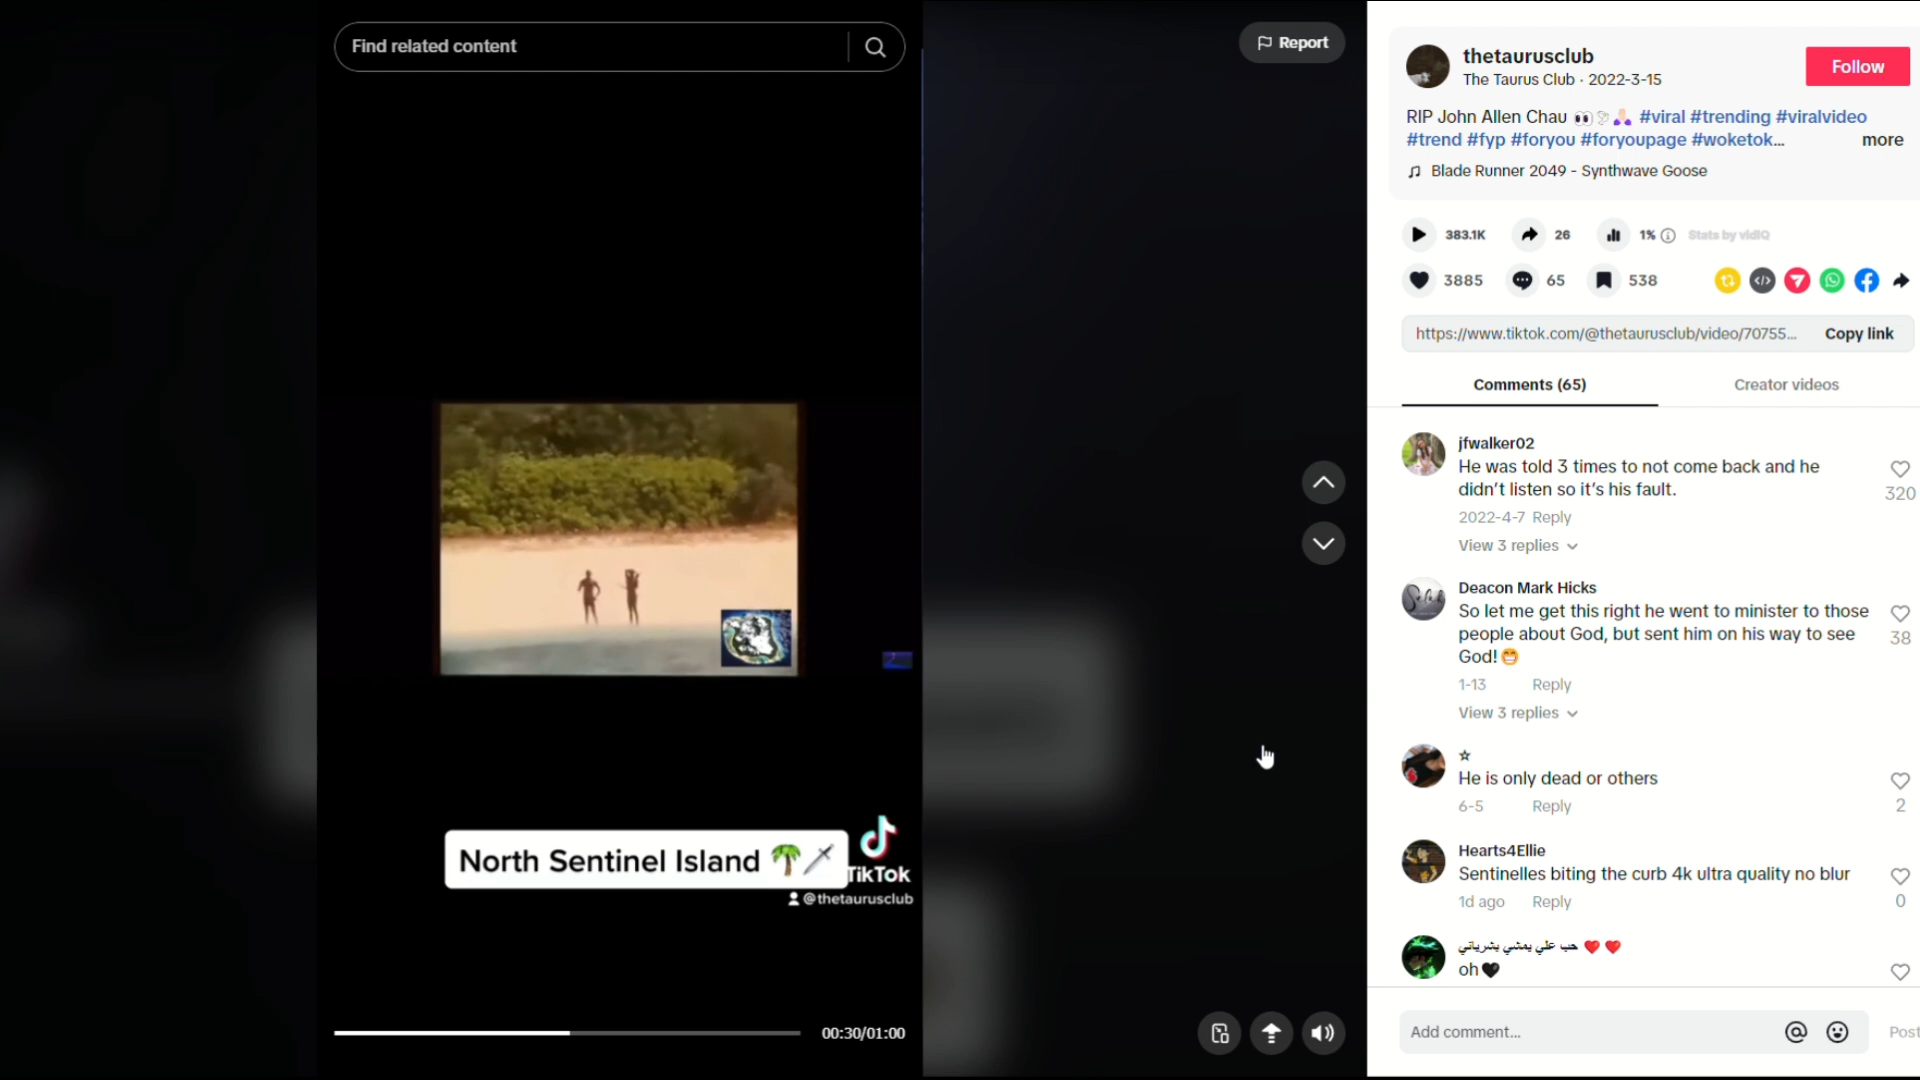 Find related content
Report
North Sentinel Island
TikTok
@thetaurusclub
00:30/01:00
thetaurusclub
The Taurus Club · 2022-3-15
Follow
RIP John Allen Chau 👀🕊🙏🏻 #viral #trending #viralvideo
#trend #fyp #foryou #foryoupage #woketok... more
Blade Runner 2049 - Synthwave Goose
383.1K 26 1% Stats by vidIQ
3885 65 538
https://www.tiktok.com/@thetaurusclub/video/70755... Copy link
Comments (65) Creator videos
jfwalker02
He was told 3 times to not come back and he
didn't listen so it's his fault.
320
2022-4-7 Reply
View 3 replies
Deacon Mark Hicks
So let me get this right he went to minister to those
people about God, but sent him on his way to see
God!😁
38
1-13 Reply
View 3 replies
☆
He is only dead or others
6-5 Reply
2
Hearts4Ellie
Sentinelles biting the curb 4k ultra quality no blur
1d ago Reply
0
حب علي يمشي بشرياني ❤️ ❤️
oh🖤
Add comment...
Post